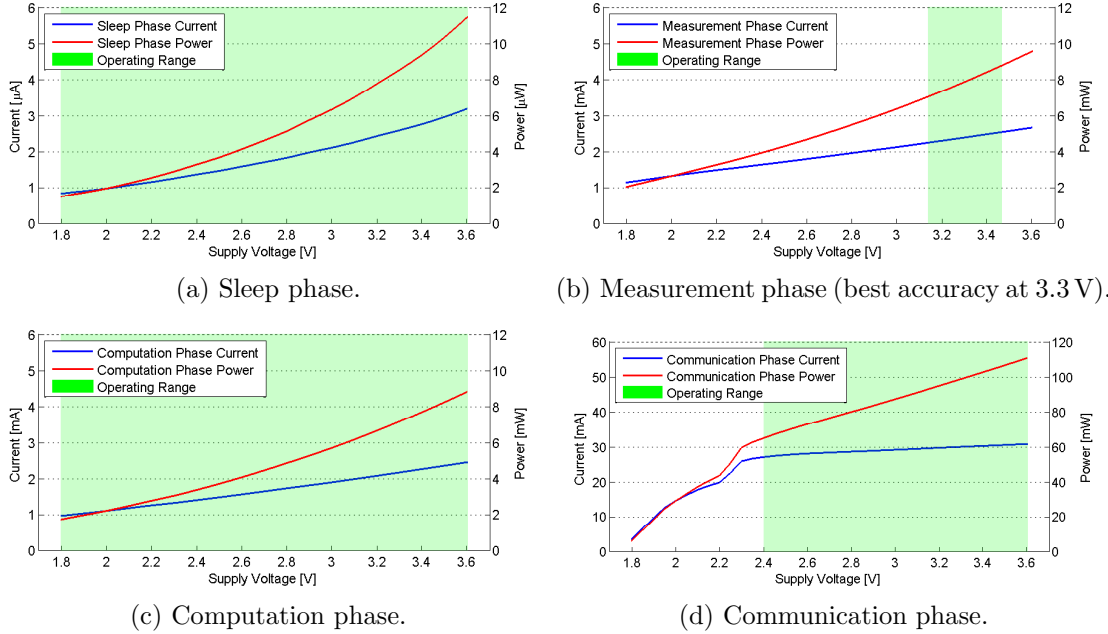 6
5
4
3
2
1
0
Current [μA]
Sleep Phase Current
Sleep Phase Power
Operating Range
12
10
8
6
4
2
0
Power [μW]
1.8 2 2.2 2.4 2.6 2.8 3 3.2 3.4 3.6
Supply Voltage [V]
(a) Sleep phase.
6
5
4
3
2
1
0
Current [mA]
Measurement Phase Current
Measurement Phase Power
Operating Range
12
10
8
6
4
2
0
Power [mW]
1.8 2 2.2 2.4 2.6 2.8 3 3.2 3.4 3.6
Supply Voltage [V]
(b) Measurement phase (best accuracy at 3.3 V).
6
5
4
3
2
1
0
Current [mA]
Computation Phase Current
Computation Phase Power
Operating Range
12
10
8
6
4
2
0
Power [mW]
1.8 2 2.2 2.4 2.6 2.8 3 3.2 3.4 3.6
Supply Voltage [V]
(c) Computation phase.
60
50
40
30
20
10
0
Current [mA]
Communication Phase Current
Communication Phase Power
Operating Range
120
100
80
60
40
20
0
Power [mW]
1.8 2 2.2 2.4 2.6 2.8 3 3.2 3.4 3.6
Supply Voltage [V]
(d) Communication phase.